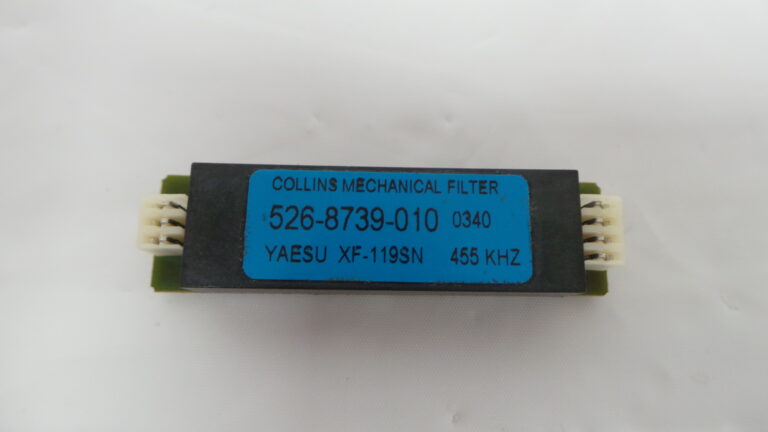 COLLINS MECHANICAL FILTER
526-8739-010 0340
YAESU XF-119SN 455 KHZ